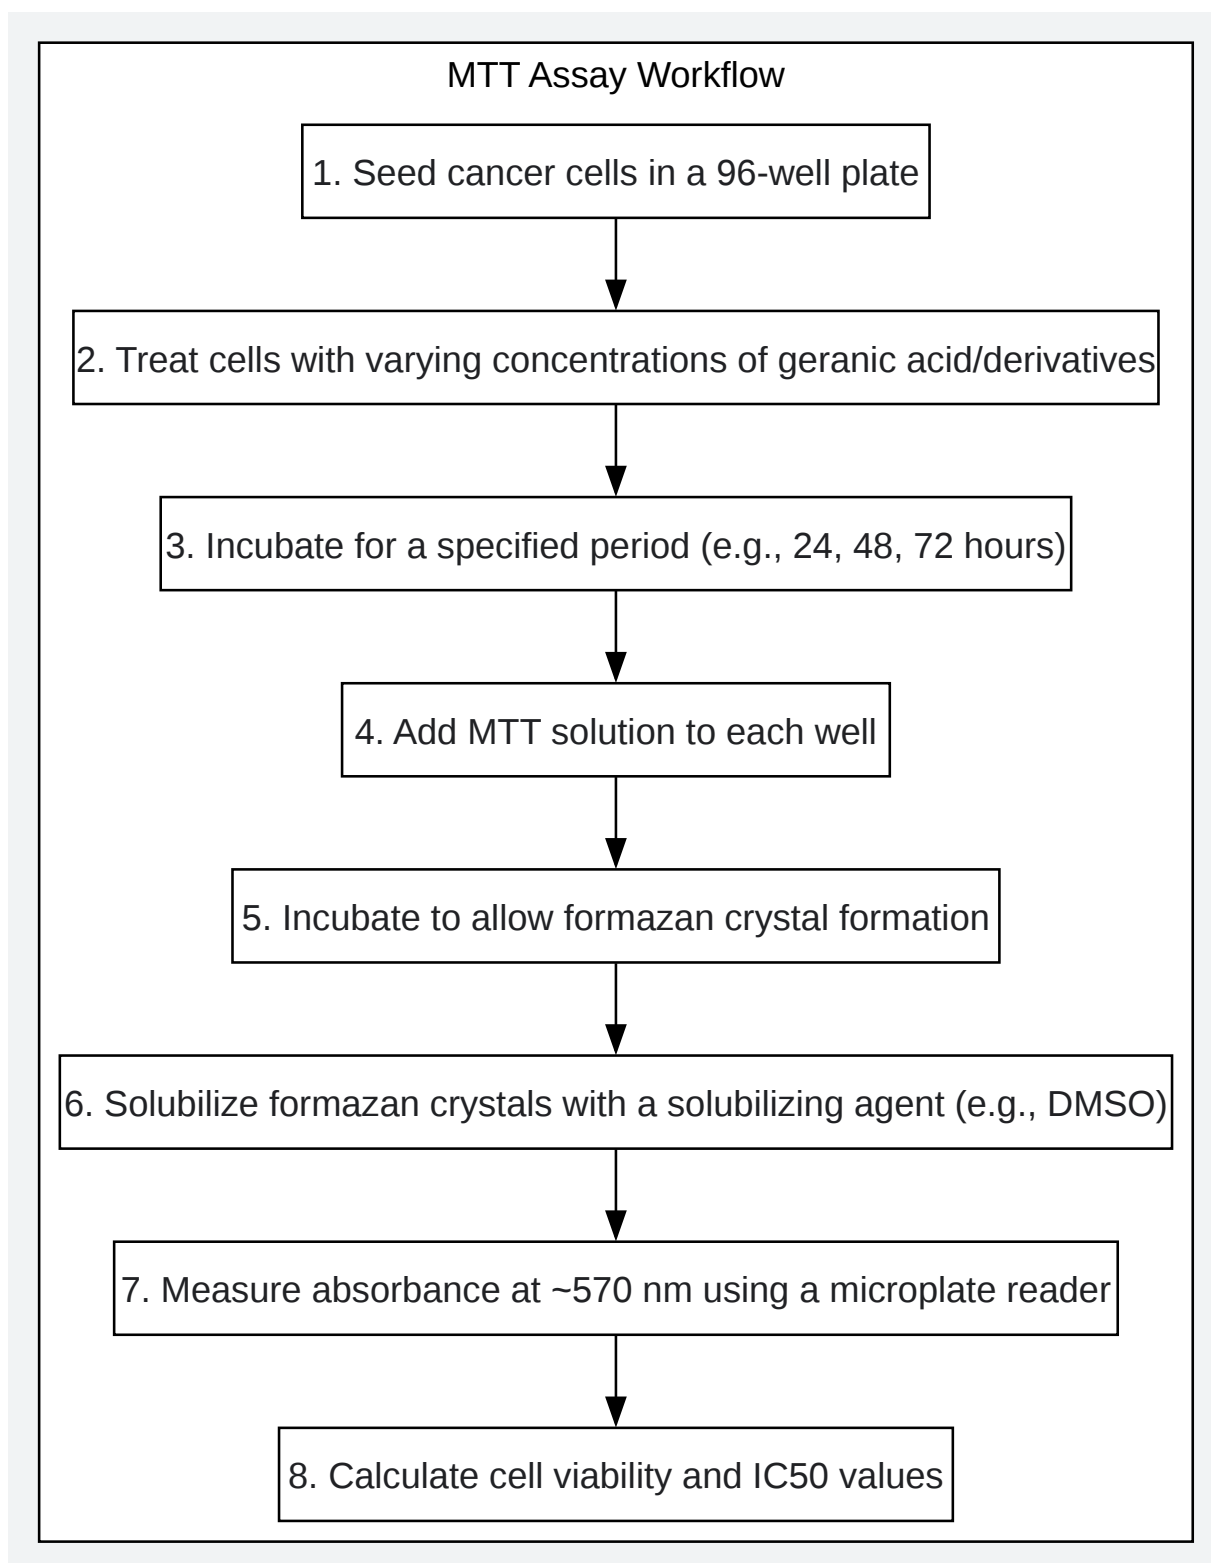 MTT Assay Workflow
1. Seed cancer cells in a 96-well plate
2. Treat cells with varying concentrations of geranic acid/derivatives
3. Incubate for a specified period (e.g., 24, 48, 72 hours)
4. Add MTT solution to each well
5. Incubate to allow formazan crystal formation
6. Solubilize formazan crystals with a solubilizing agent (e.g., DMSO)
7. Measure absorbance at ~570 nm using a microplate reader
8. Calculate cell viability and IC50 values